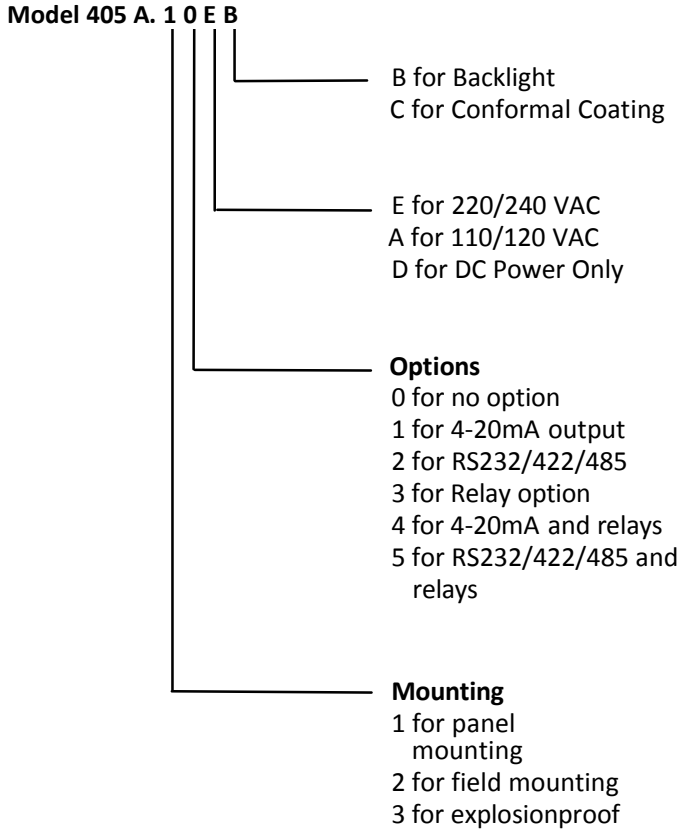 Model 405 A. 1 0 E B
B for Backlight
C for Conformal Coating
E for 220/240 VAC
A for 110/120 VAC
D for DC Power Only
Options
0 for no option
1 for 4-20mA output
2 for RS232/422/485
3 for Relay option
4 for 4-20mA and relays
5 for RS232/422/485 and
relays
Mounting
1 for panel
mounting
2 for field mounting
3 for explosionproof